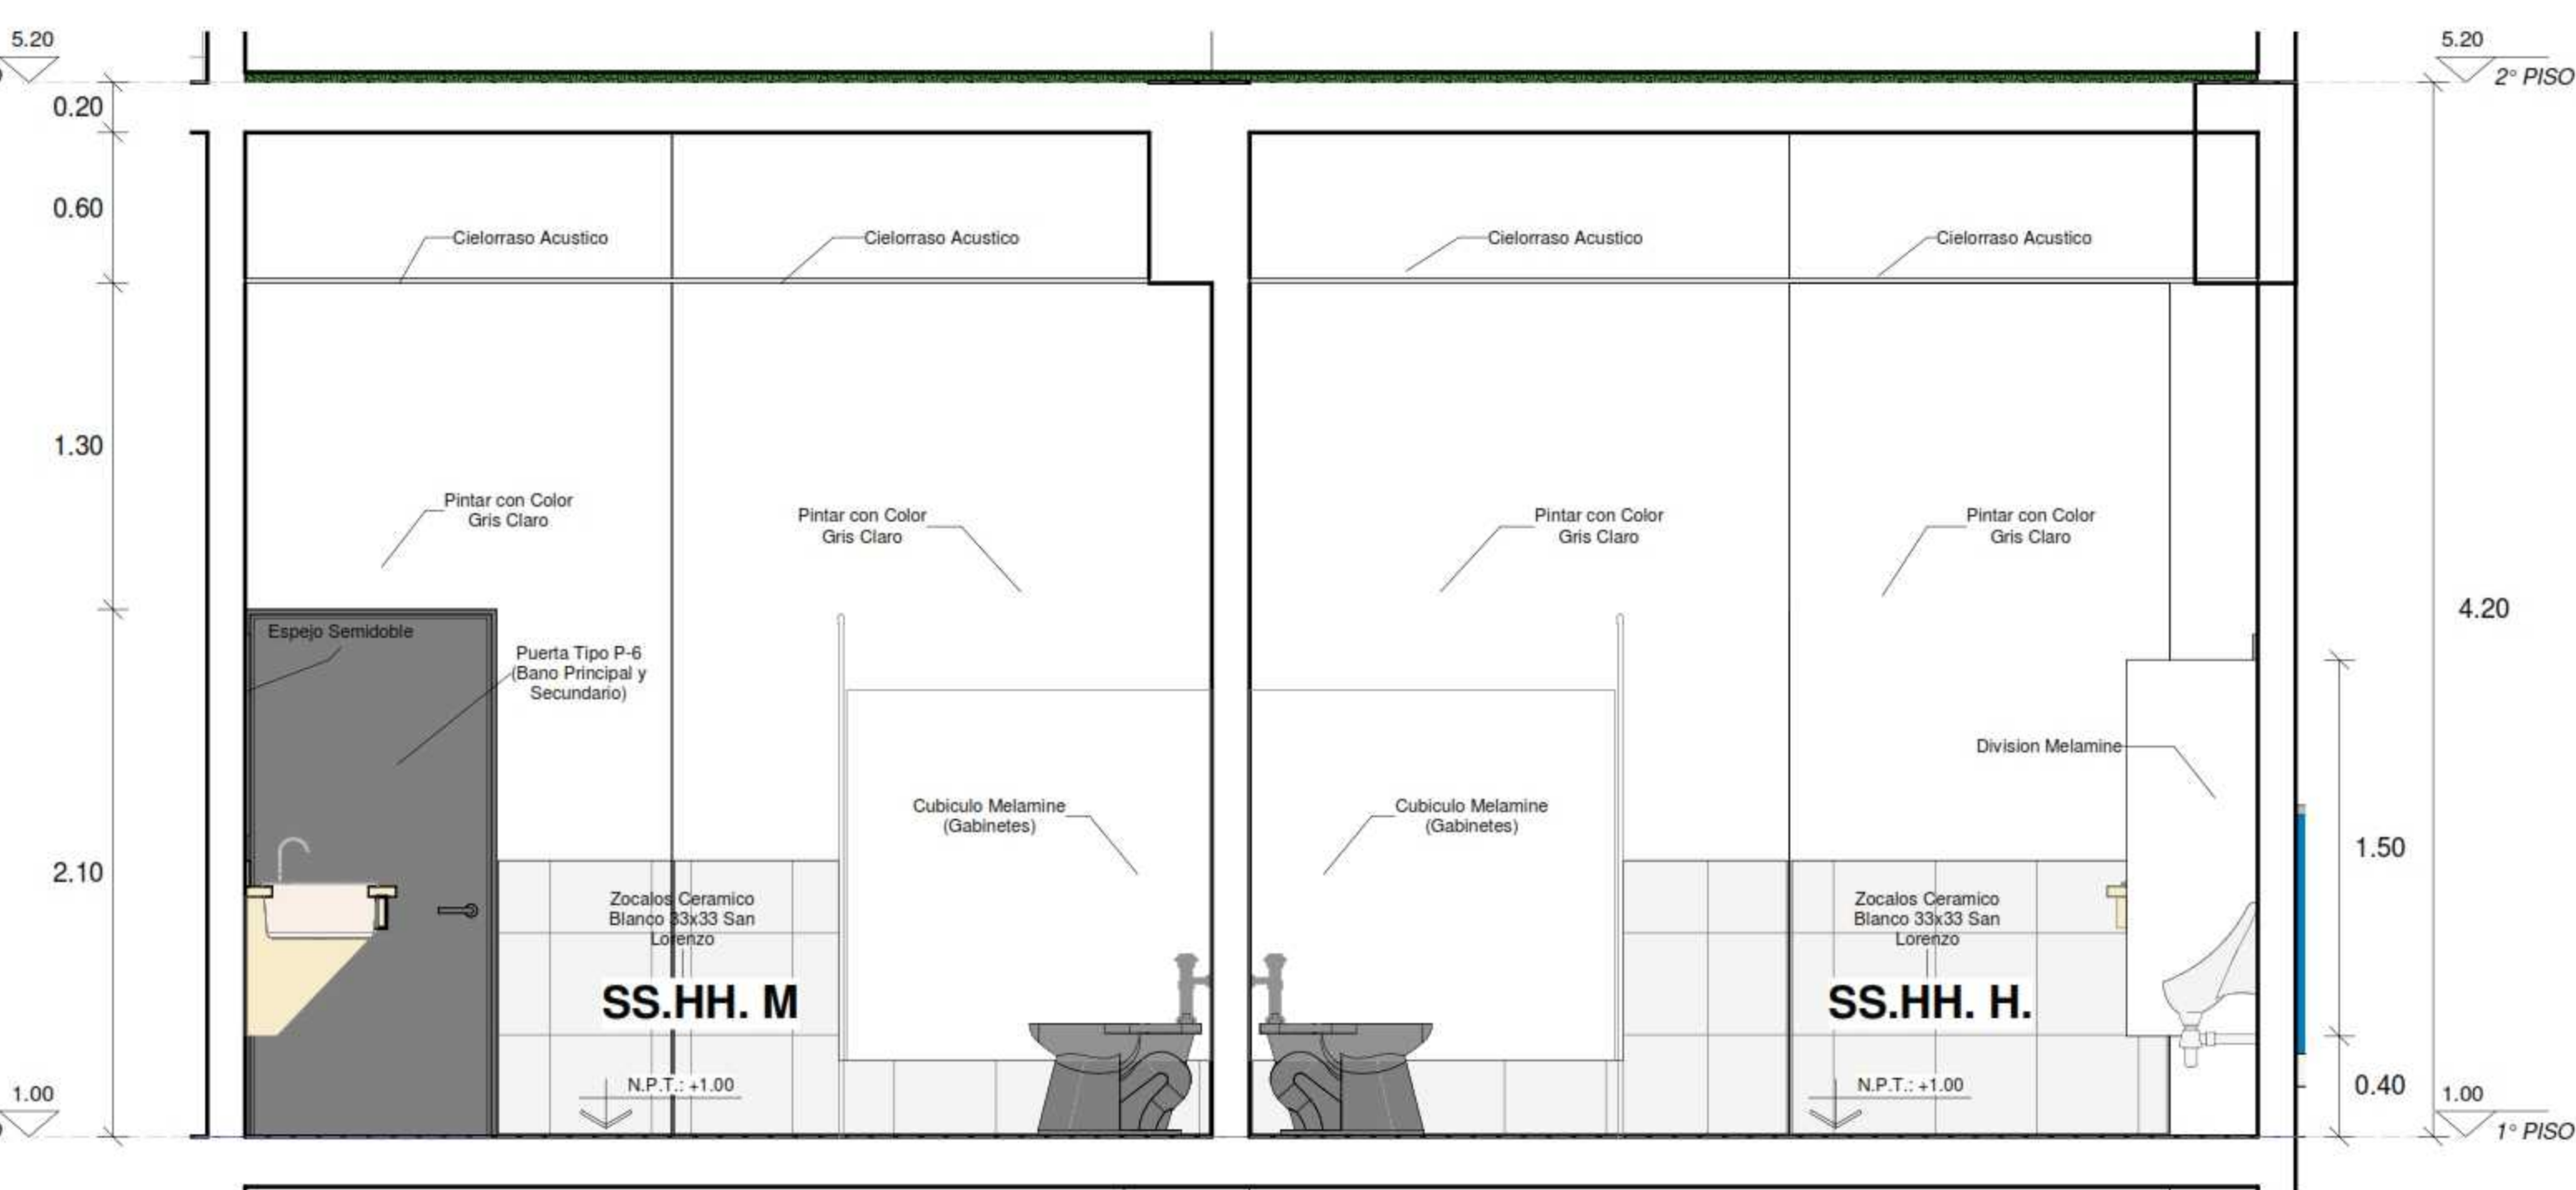 5.20
5.20
2° PISO
0.20
0.60
Cielorraso Acustico
Cielorraso Acustico
Cielorraso Acustico
Cielorraso Acustico
1.30
Pintar con Color
Gris Claro
Pintar con Color
Gris Claro
Pintar con Color
Gris Claro
Pintar con Color
Gris Claro
4.20
Espejo Semidoble
Puerta Tipo P-6
(Bano Principal y
Secundario)
Division Melamine
Cubiculo Melamine
(Gabinetes)
Cubiculo Melamine
(Gabinetes)
1.50
2.10
Zocalos Ceramico
Blanco 33x33 San
Lorenzo
Zocalos Ceramico
Blanco 33x33 San
Lorenzo
SS.HH. M
SS.HH. H.
N.P.T.: +1.00
N.P.T.: +1.00
0.40
1.00
1.00
1° PISO